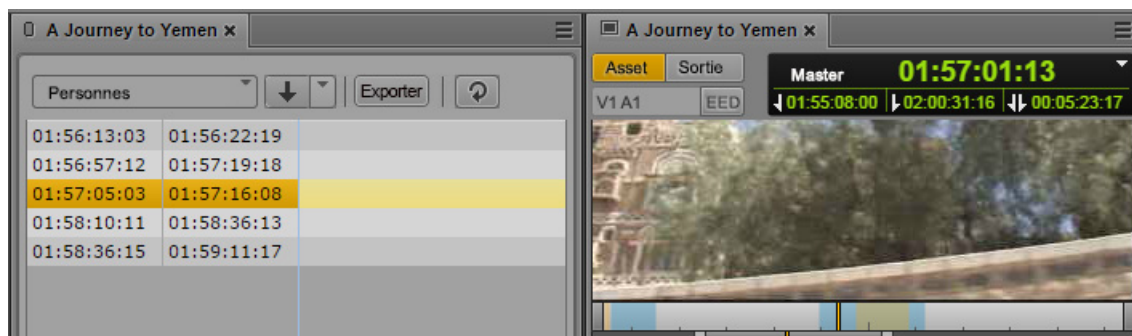 A Journey to Yemen ×
Personnes
Exporter
01:56:13:03 01:56:22:19
01:56:57:12 01:57:19:18
01:57:05:03 01:57:16:08
01:58:10:11 01:58:36:13
01:58:36:15 01:59:11:17
A Journey to Yemen ×
Asset Sortie
Master 01:57:01:13
V1 A1 EED
01:55:08:00 02:00:31:16 00:05:23:17